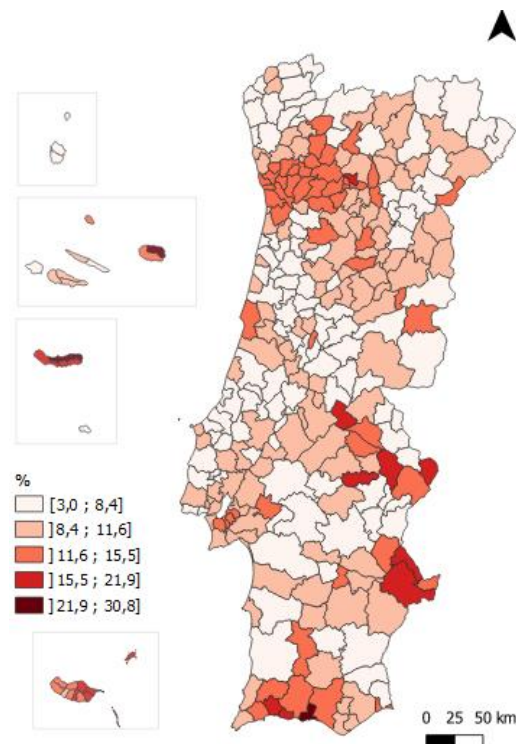 %
[3,0 ; 8,4]
]8,4 ; 11,6]
]11,6 ; 15,5]
]15,5 ; 21,9]
]21,9 ; 30,8]
0 25 50 km